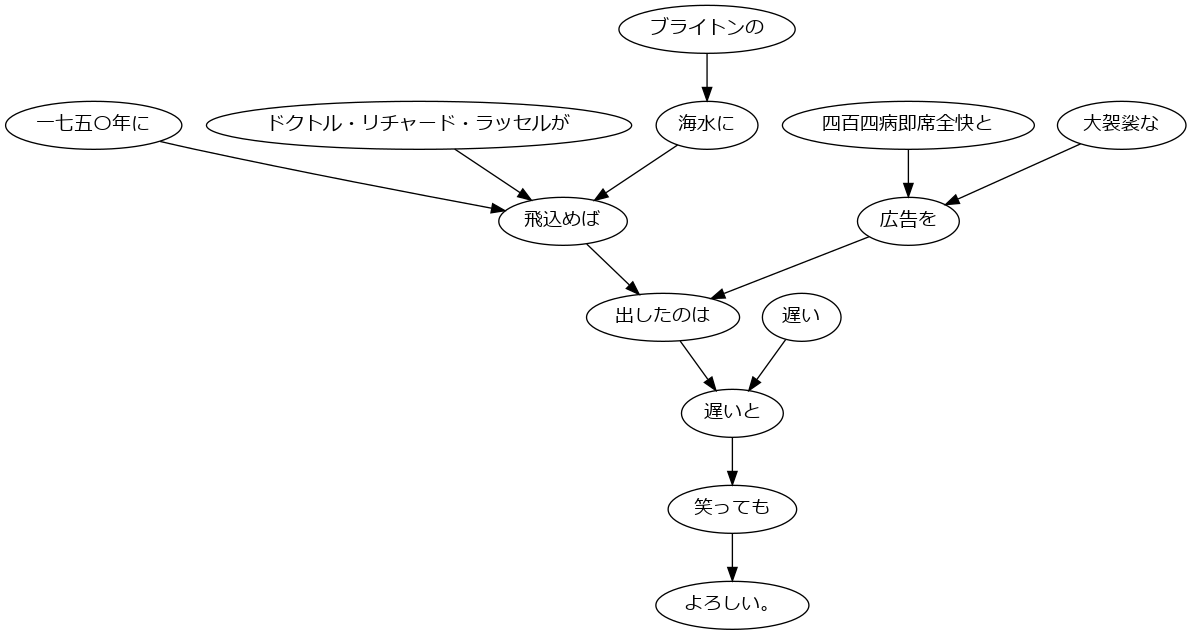 ブライトンの
一七五〇年に
ドクトル・リチャード・ラッセルが
海水に
四百四病即席全快と
大袈裟な
飛込めば
広告を
出したのは
遅い
遅いと
笑っても
よろしい。